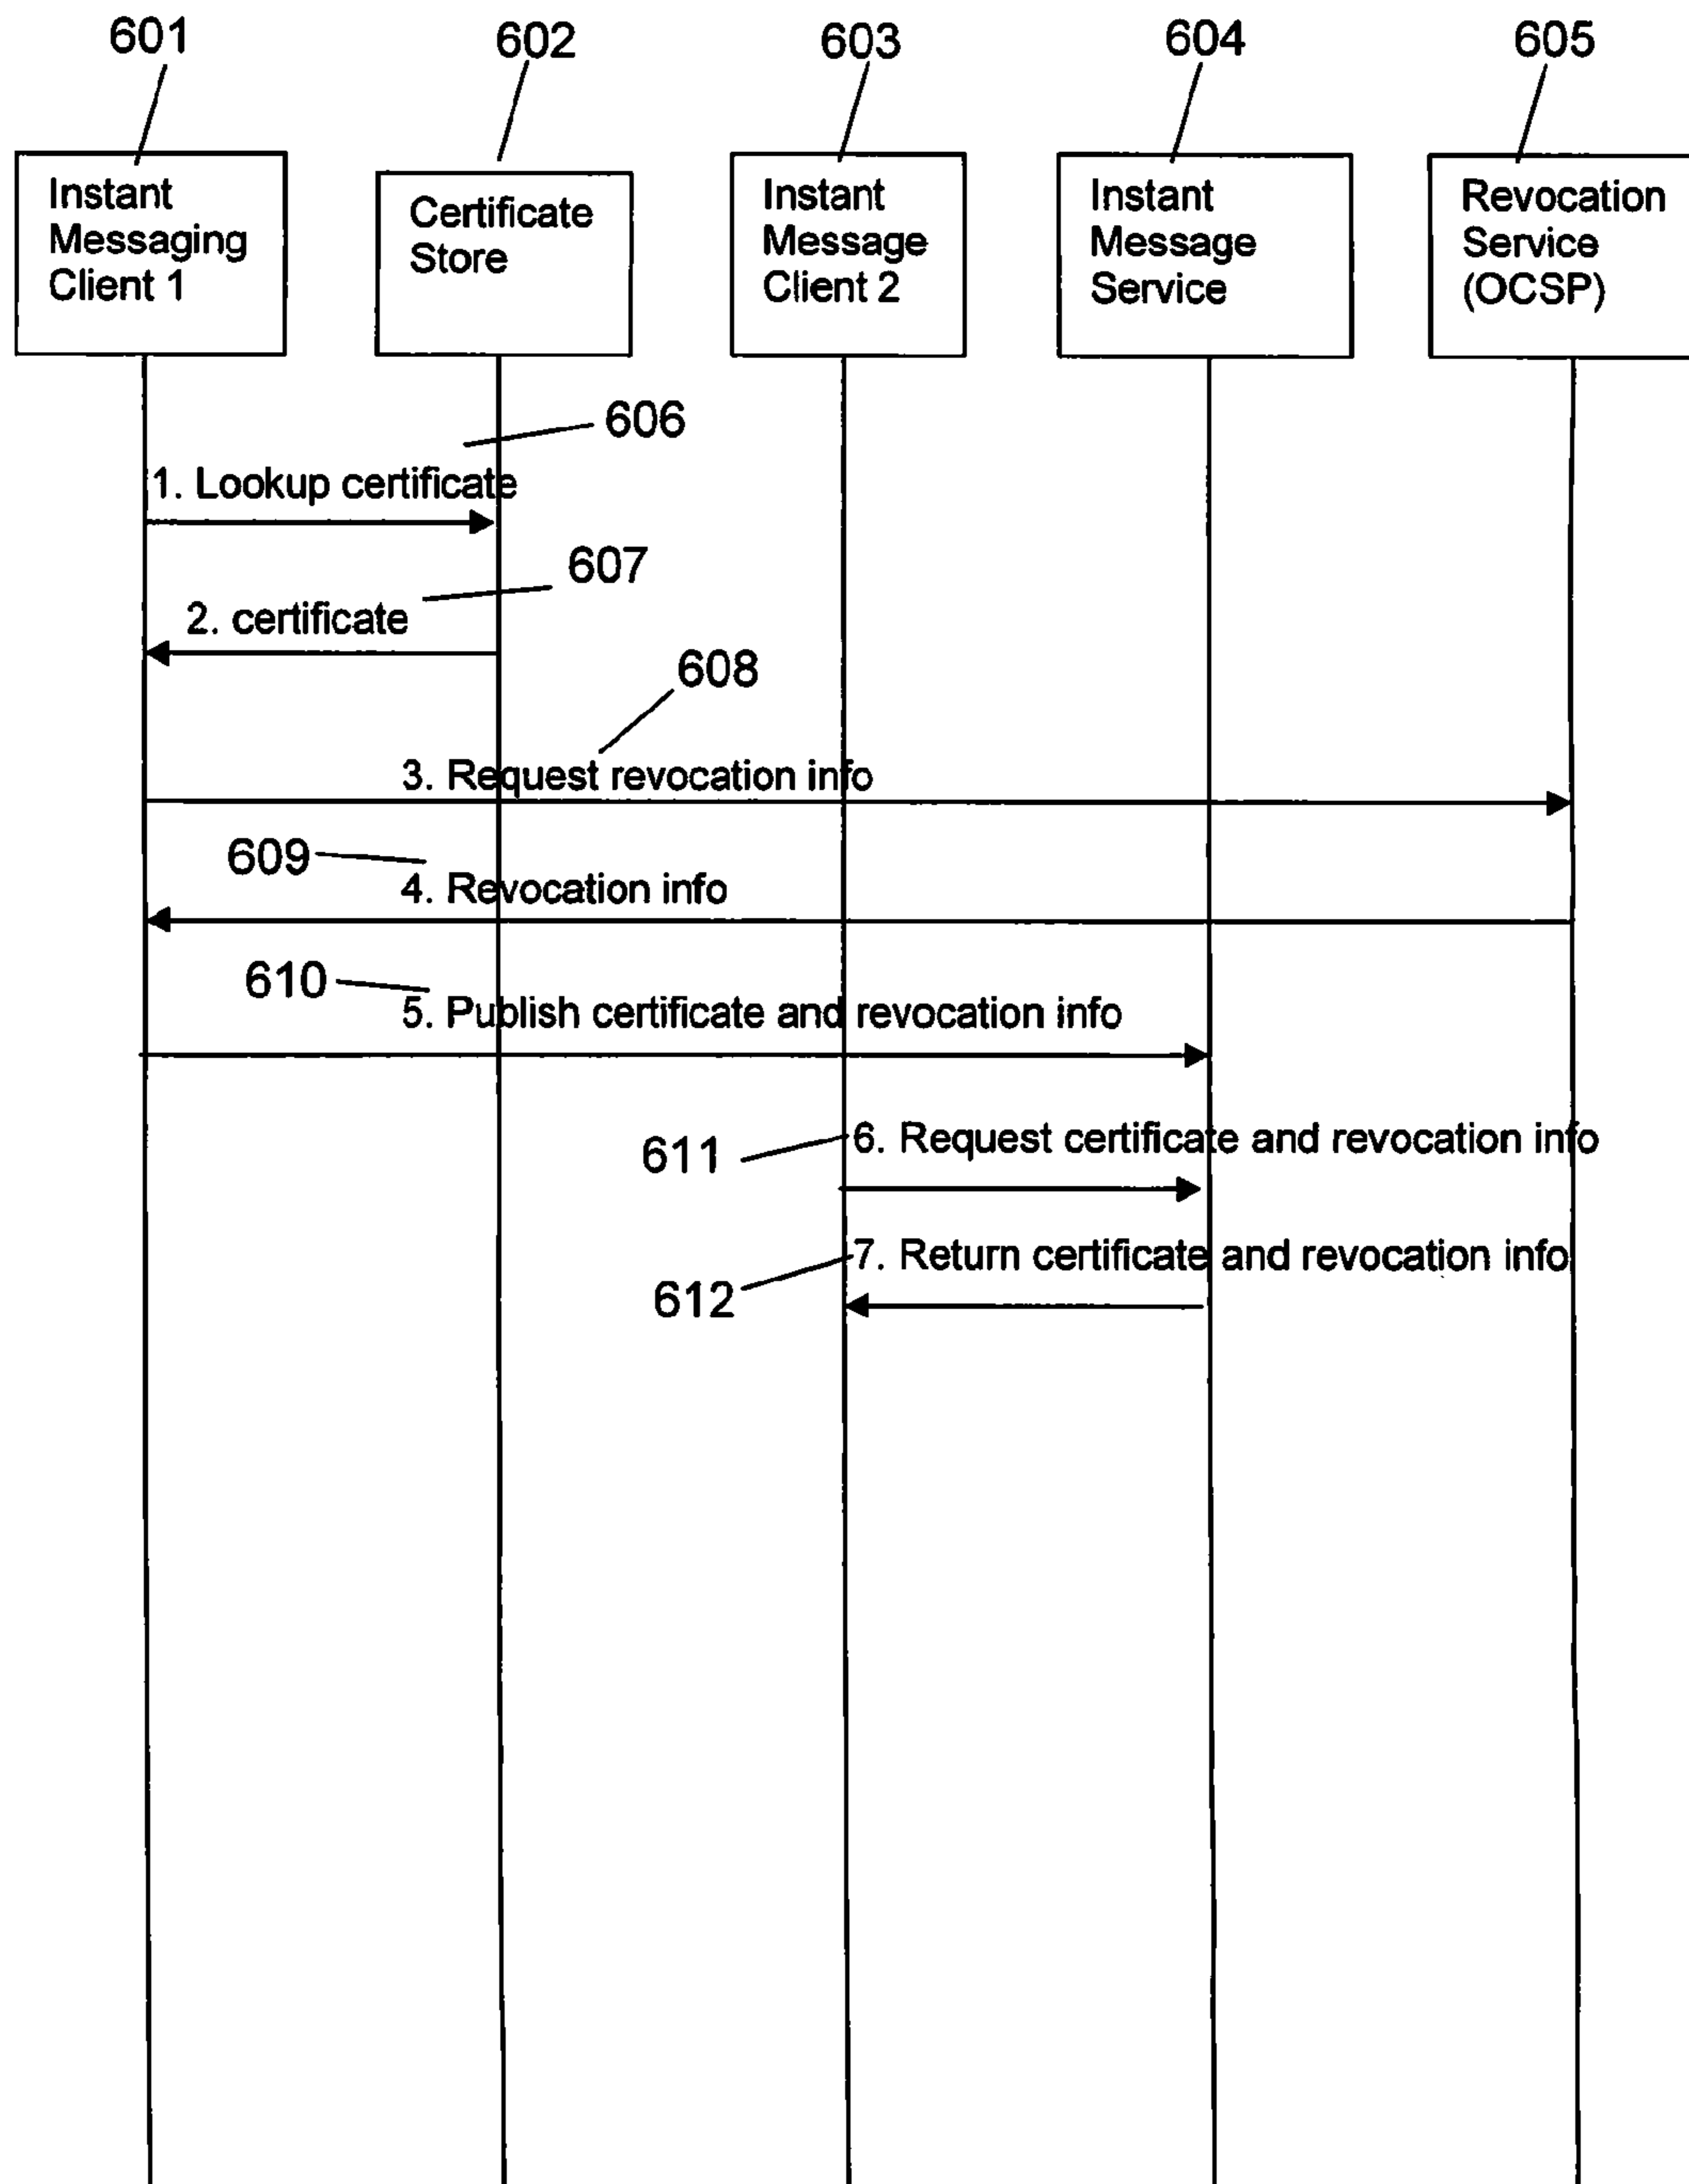 601
602
603
604
605
Instant
Messaging
Client 1
Certificate
Store
Instant
Message
Client 2
Instant
Message
Service
Revocation
Service
(OCSP)
606
1. Lookup certificate
607
2. certificate
608
3. Request revocation info
609
4. Revocation info
610
5. Publish certificate and revocation info
611
6. Request certificate and revocation info
7. Return certificate and revocation info
612